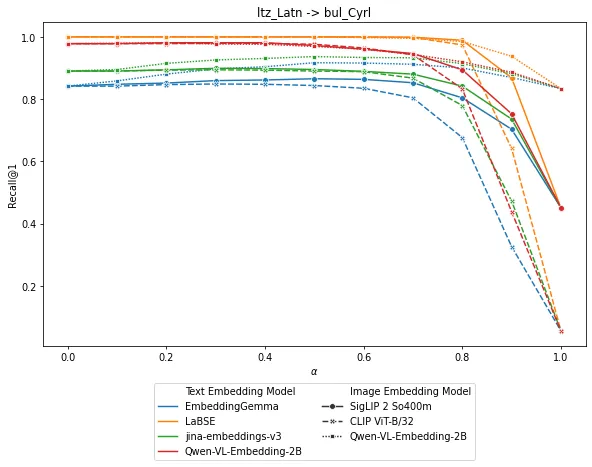 ltz_Latn -> bul_Cyrl
1.0
0.8
0.6
0.4
0.2
Recall@1
0.0 0.2 0.4 0.6 0.8 1.0
α
Text Embedding Model
EmbeddingGemma
LaBSE
jina-embeddings-v3
Qwen-VL-Embedding-2B
Image Embedding Model
SigLIP 2 So400m
CLIP ViT-B/32
Qwen-VL-Embedding-2B